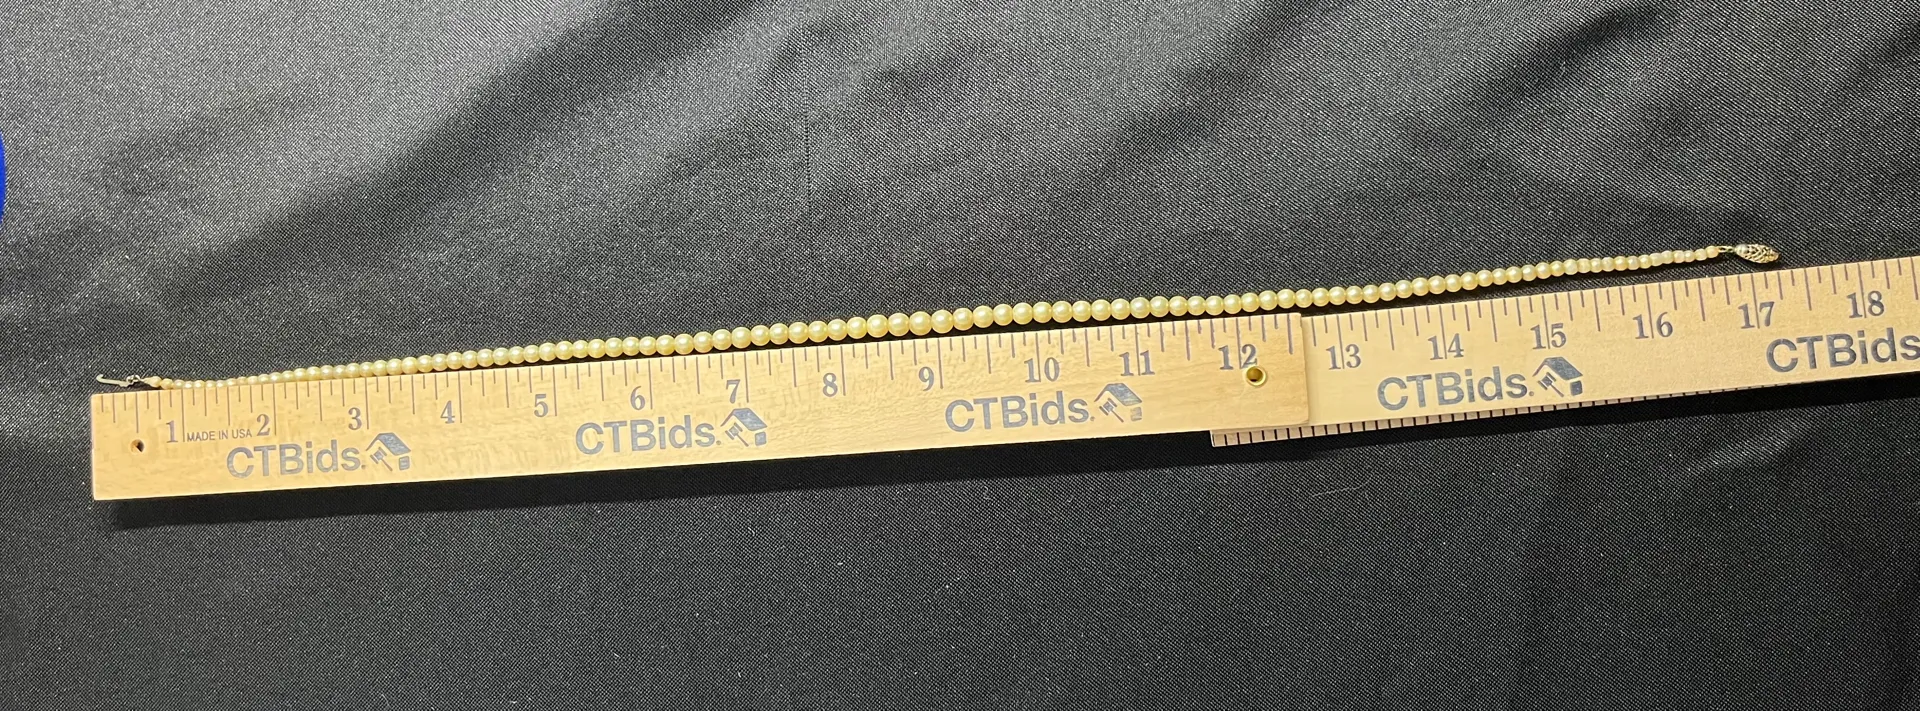 1 MADE IN USA 2 3 4 5 6 7 8 9 10 11 12 13 14 15 16 17 18
CTBids. CTBids. CTBids. CTBids. CTBids